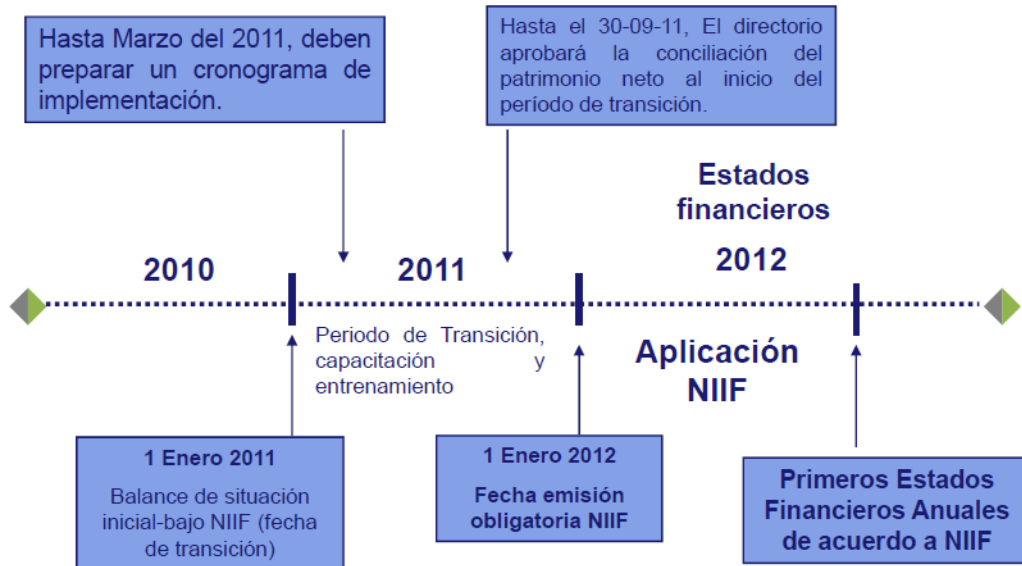 Hasta Marzo del 2011, deben
preparar un cronograma de
implementación.
Hasta el 30-09-11, El directorio
aprobará la conciliación del
patrimonio neto al inicio del
período de transición.
Estados
financieros
2010
2011
2012
Periodo de Transición,
capacitación y
entrenamiento
Aplicación
NIIF
1 Enero 2011
Balance de situación
inicial-bajo NIIF (fecha
de transición)
1 Enero 2012
Fecha emisión
obligatoria NIIF
Primeros Estados
Financieros Anuales
de acuerdo a NIIF